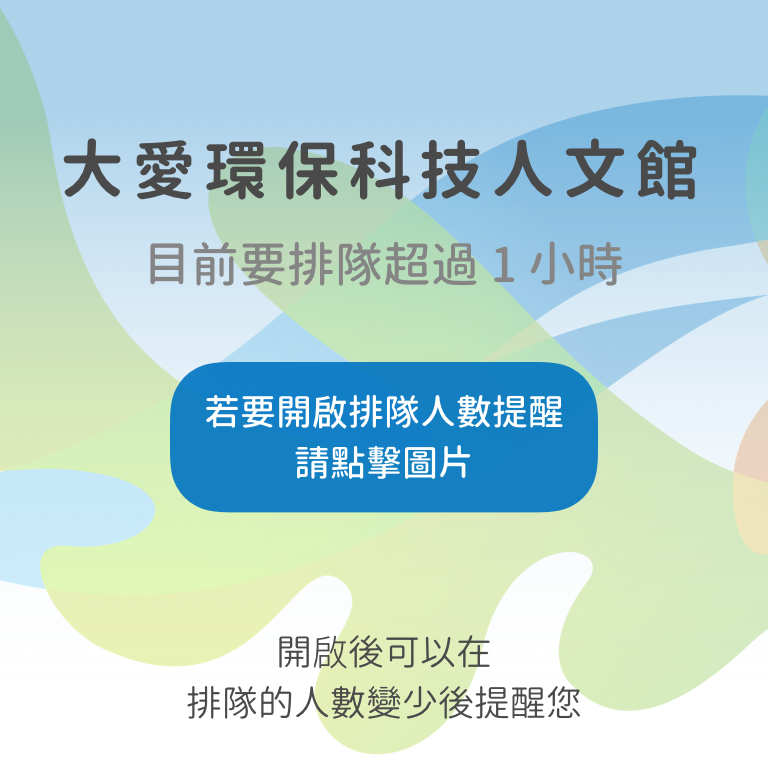 大愛環保科技人文館
目前要排隊超過 1 小時
若要開啟排隊人數提醒
請點擊圖片
開啟後可以在
排隊的人數變少後提醒您